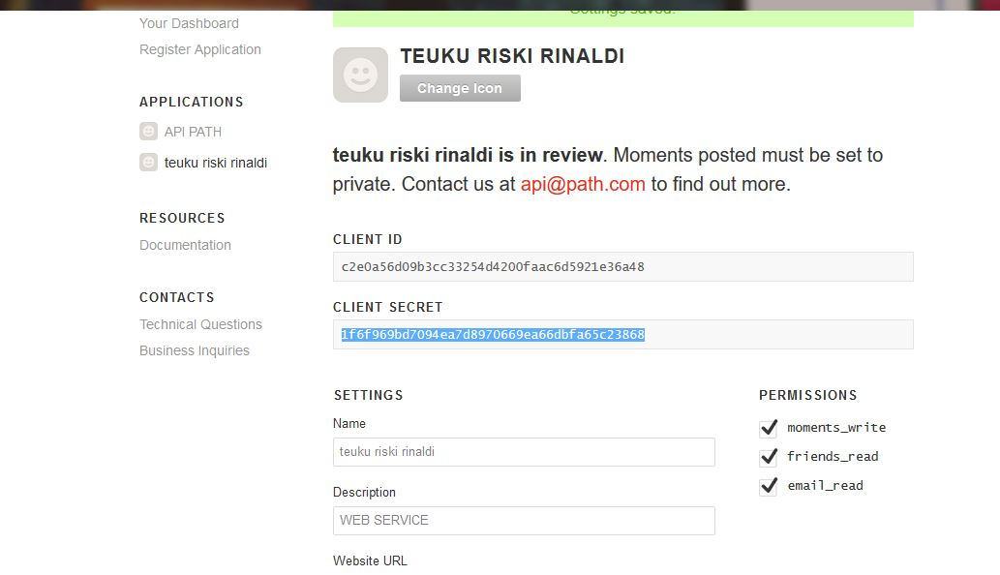 Your Dashboard
Register Application
APPLICATIONS
API PATH
teuku riski rinaldi
RESOURCES
Documentation
CONTACTS
Technical Questions
Business Inquiries
Settings saved.
TEUKU RISKI RINALDI
Change Icon
teuku riski rinaldi is in review. Moments posted must be set to
private. Contact us at api@path.com to find out more.
CLIENT ID
c2e0a56d09b3cc33254d4200faac6d5921e36a48
CLIENT SECRET
1f6f969bd7094ea7d8970669ea66dbfa65c23868
SETTINGS
Name
teuku riski rinaldi
Description
WEB SERVICE
Website URL
PERMISSIONS
moments_write
friends_read
email_read